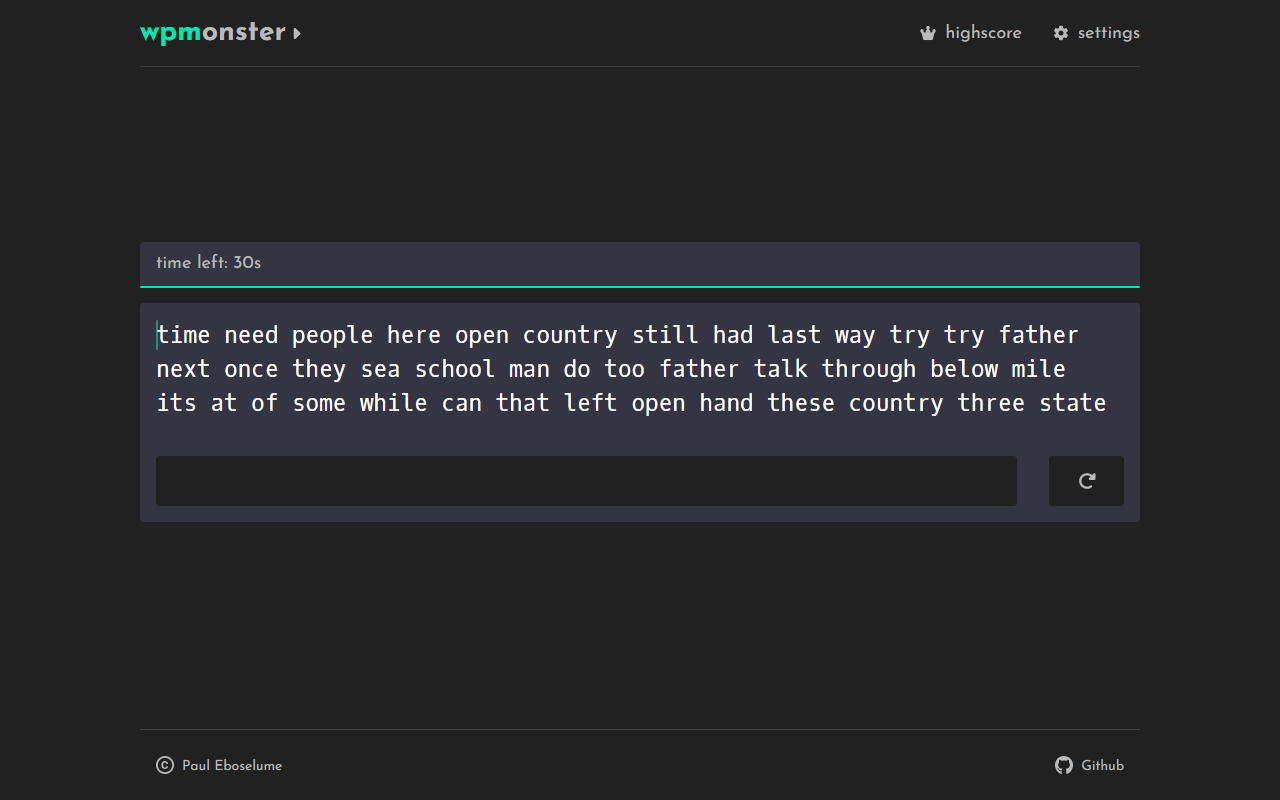 wpmonster
highscore
settings
time left: 30s
time need people here open country still had last way try try father
next once they sea school man do too father talk through below mile
its at of some while can that left open hand these country three state
© Paul Eboselume
Github